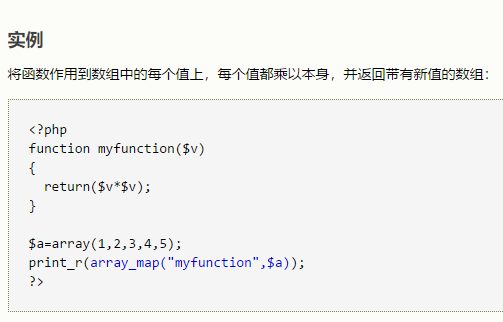 实例
将函数作用到数组中的每个值上，每个值都乘以本身，并返回带有新值的数组：
<?php
function myfunction($v)
{
  return($v*$v);
}

$a=array(1,2,3,4,5);
print_r(array_map("myfunction",$a));
?>